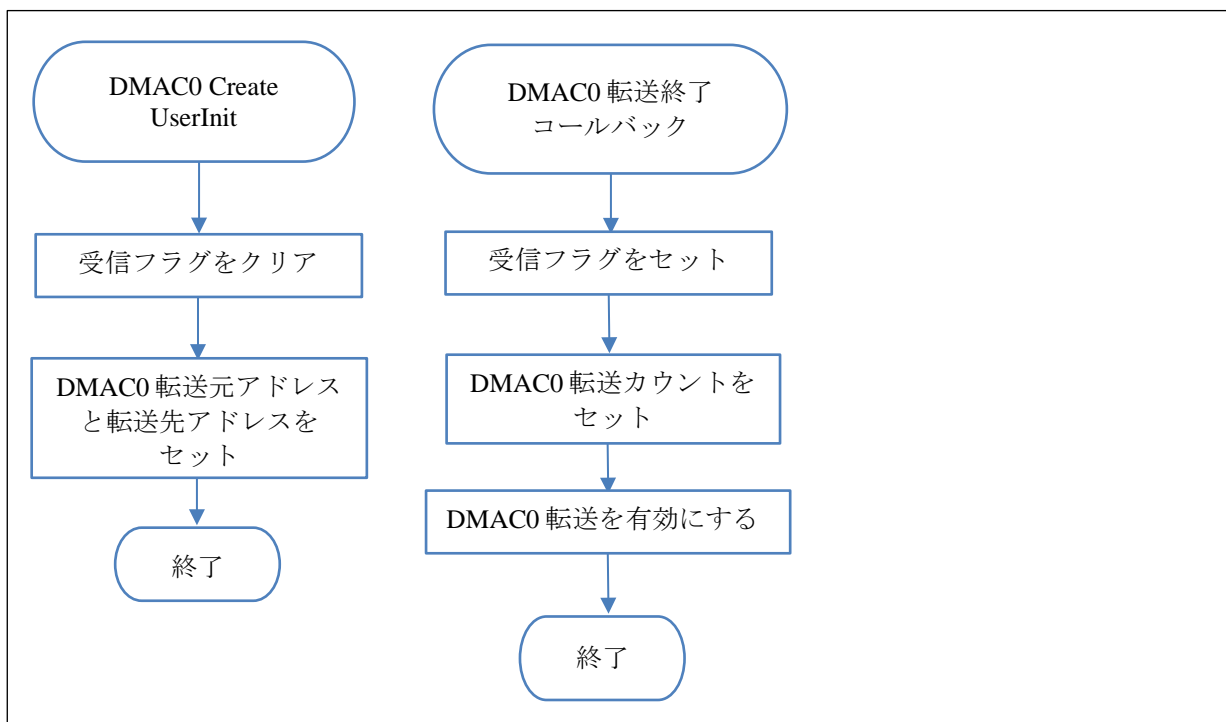 DMAC0 Create
UserInit
受信フラグをクリア
DMAC0 転送元アドレス
と転送先アドレスを
セット
終了
DMAC0 転送終了
コールバック
受信フラグをセット
DMAC0 転送カウントを
セット
DMAC0 転送を有効にする
終了